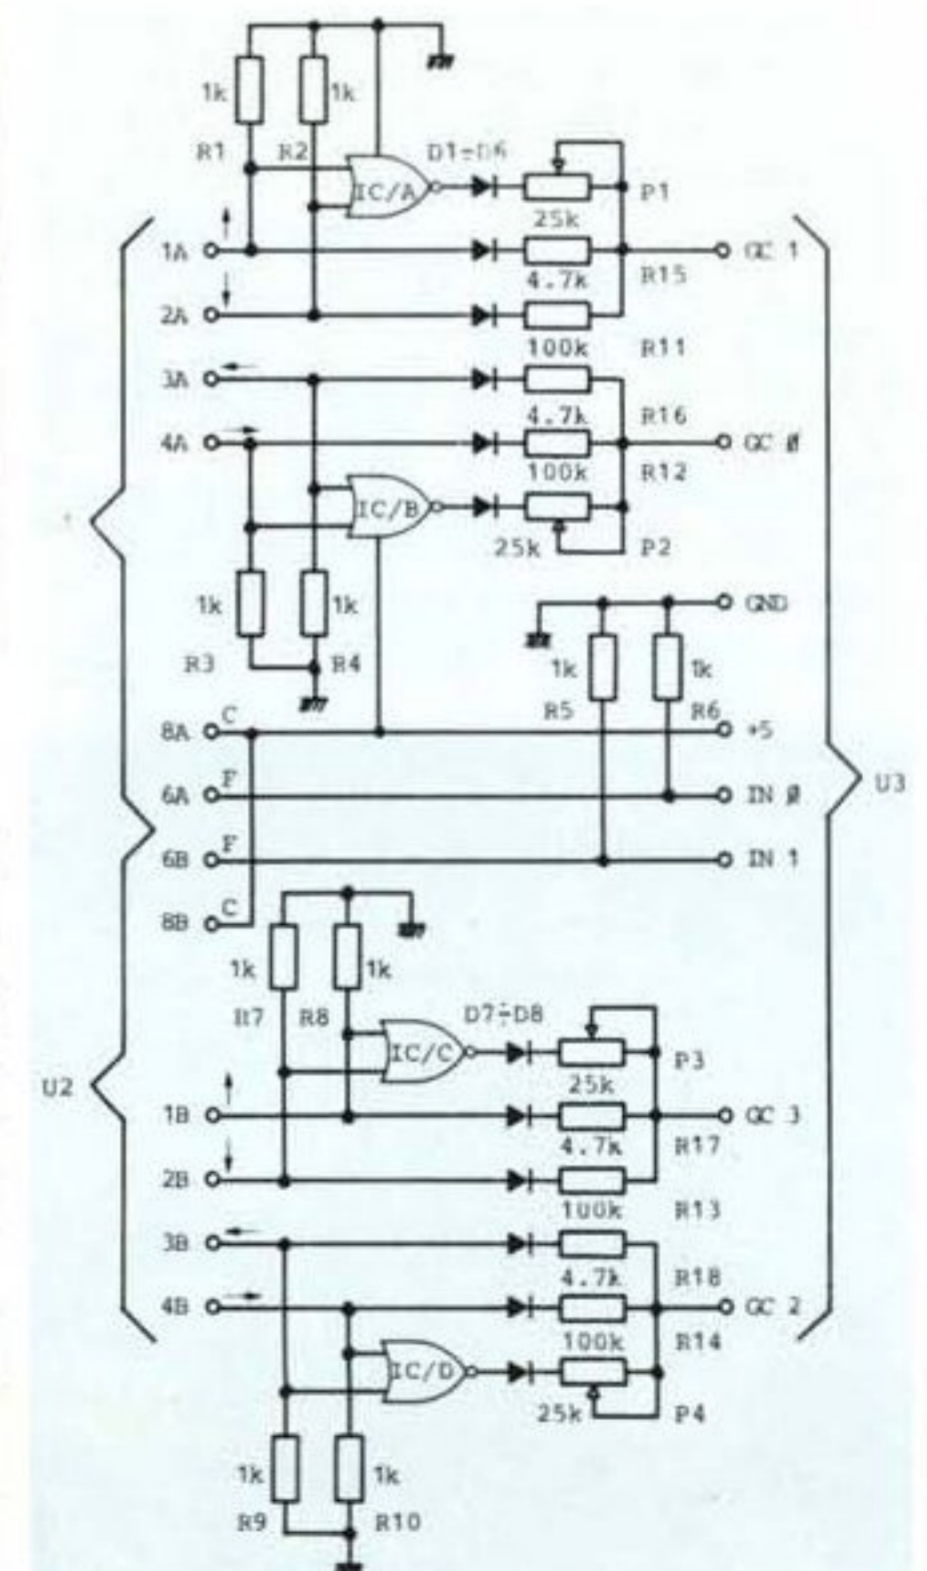 1k 1k
R1 R2 D1÷D6
IC/A P1
25k
1A GC 1
4.7k R15
2A
100k R11
3A
4.7k R16
4A GC Ø
100k R12
IC/B
25k P2
1k 1k GND
R3 R4 1k 1k
R5 R6
8A C +5
6A F IN Ø
U3
6B F IN 1
8B C
1k 1k
R7 R8 D7÷D8
IC/C P3
U2 25k
1B GC 3
4.7k R17
2B
100k R13
3B
4.7k R18
4B GC 2
100k R14
IC/D
25k P4
1k 1k
R9 R10